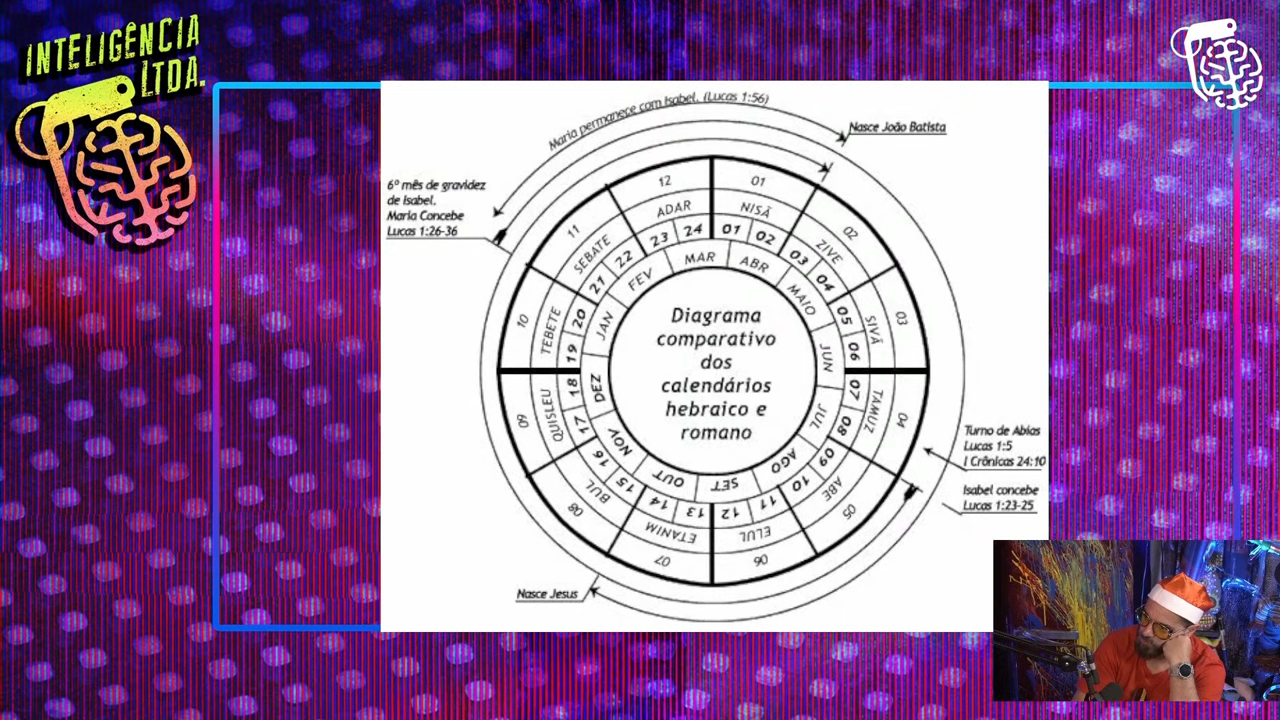 INTELIGÊNCIA
LTDA.
Maria permanece com Isabel. (Lucas 1:56)
Nasce João Batista
6º mês de gravidez
de Isabel.
Maria Concebe
Lucas 1:26-36
12
01
02
03
04
05
06
07
08
09
10
11
ADAR
NISÃ
ZIVE
SIVÃ
TAMUZ
ABE
ELUL
ETANIM
BUL
QUISLEU
TEBETE
SEBATE
01
02
03
04
05
06
07
08
09
10
11
12
13
14
15
16
17
18
19
20
21
22
23
24
MAR
ABR
MAIO
JUN
JUL
AGO
SET
OUT
NOV
DEZ
JAN
FEV
Diagrama
comparativo
dos
calendários
hebraico e
romano
Turno de Abias
Lucas 1:5
I Crônicas 24:10
Isabel concebe
Lucas 1:23-25
Nasce Jesus